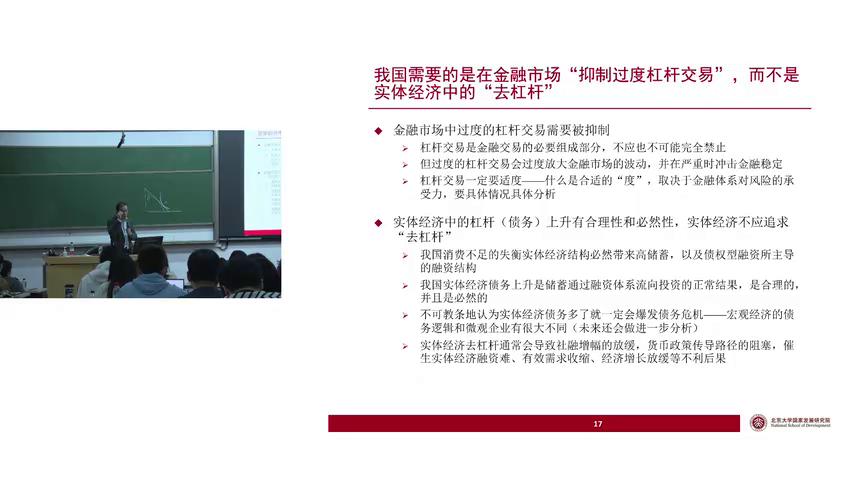 我国需要的是在金融市场“抑制过度杠杆交易”，而不是
实体经济中的“去杠杆”
金融市场中过度的杠杆交易需要被抑制
杠杆交易是金融交易的必要组成部分，不应也不可能完全禁止
但过度的杠杆交易会过度放大金融市场的波动，并在严重时冲击金融稳定
杠杆交易一定要适度——什么是合适的“度”，取决于金融体系对风险的承
受力，要具体情况具体分析
实体经济中的杠杆（债务）上升有合理性和必然性，实体经济不应追求
“去杠杆”
我国消费不足的失衡实体经济结构必然带来高储蓄，以及债权型融资所主导
的融资结构
我国实体经济债务上升是储蓄通过融资体系流向投资的正常结果，是合理的，
并且是必然的
不可教条地认为实体经济债务多了就一定会爆发债务危机——宏观经济的债
务逻辑和微观企业有很大不同（未来还会做进一步分析）
实体经济去杠杆通常会导致社融增幅的放缓，货币政策传导路径的阻塞，催
生实体经济融资难、有效需求收缩、经济增长放缓等不利后果
17
北京大学国家发展研究院
National School of Development